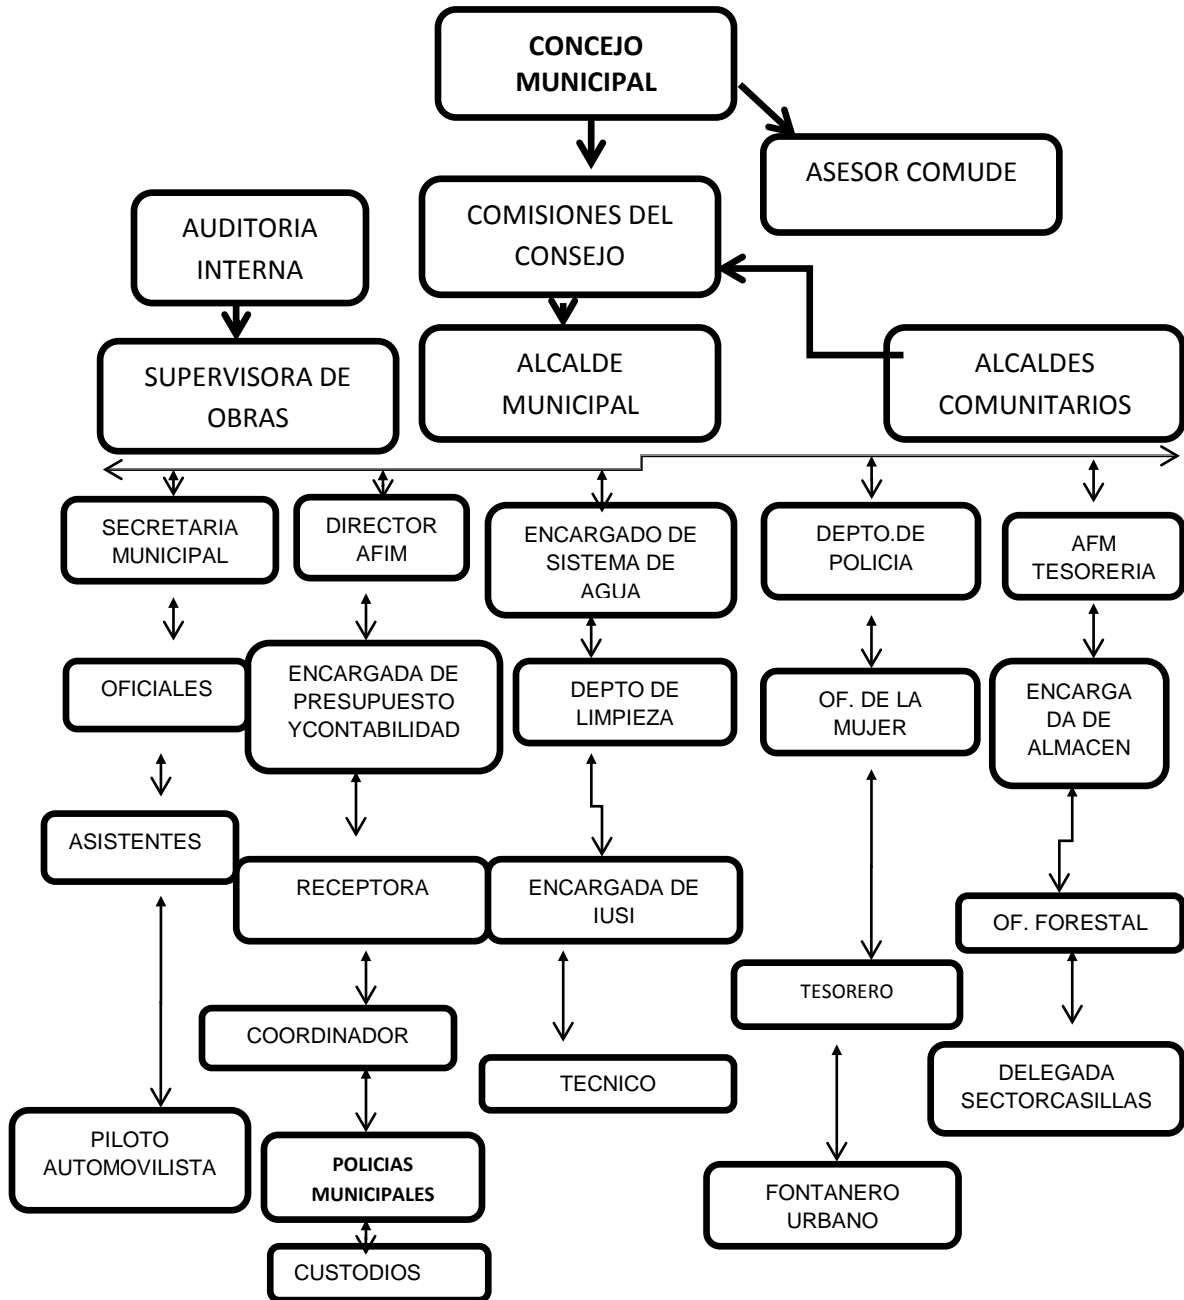 CONCEJO
MUNICIPAL
ASESOR COMUDE
COMISIONES DEL
CONSEJO
AUDITORIA
INTERNA
SUPERVISORA DE
OBRAS
ALCALDE
MUNICIPAL
ALCALDES
COMUNITARIOS
SECRETARIA
MUNICIPAL
DIRECTOR
AFIM
ENCARGADO DE
SISTEMA DE
AGUA
DEPTO.DE
POLICIA
AFM
TESORERIA
OFICIALES
ENCARGADA DE
PRESUPUESTO
YCONTABILIDAD
DEPTO DE
LIMPIEZA
OF. DE LA
MUJER
ENCARGA
DA DE
ALMACEN
ASISTENTES
RECEPTORA
ENCARGADA DE
IUSI
OF. FORESTAL
TESORERO
COORDINADOR
TECNICO
DELEGADA
SECTORCASILLAS
PILOTO
AUTOMOVILISTA
POLICIAS
MUNICIPALES
FONTANERO
URBANO
CUSTODIOS